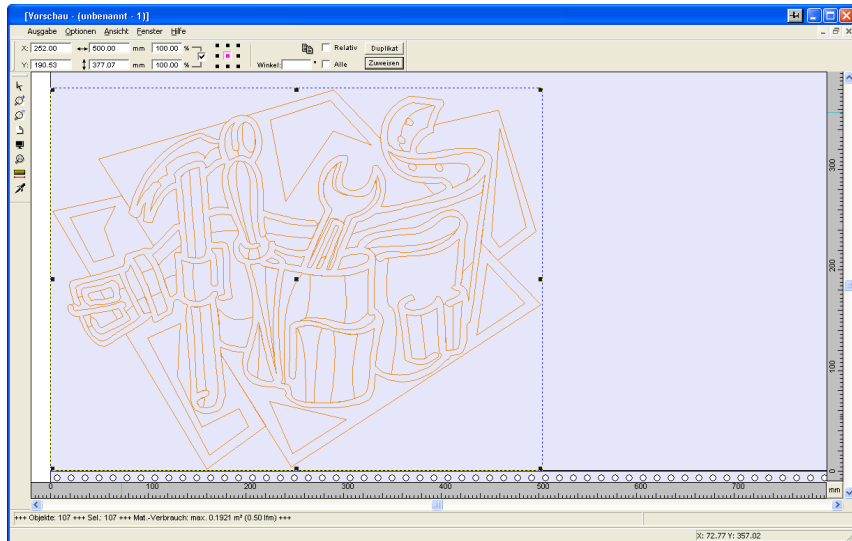 [Vorschau - (unbenannt - 1)]
Ausgabe Optionen Ansicht Fenster Hilfe
X: 252.00 500.00 mm 100.00 % Relativ Duplikat
Y: 190.53 377.07 mm 100.00 % Winkel: ° Alle Zuweisen
300
200
100
0
0 100 200 300 400 500 600 700 mm
+++ Objekte: 107 +++ Sel.: 107 +++ Mat.-Verbrauch: max. 0.1921 m² (0.50 lfm) +++
X: 72.77 Y: 357.02